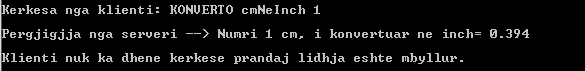 Kerkesa nga klienti: KONVERTO cmNeInch 1
Pergjigjja nga serveri --> Numri 1 cm, i konvertuar ne inch= 0.394
Klienti nuk ka dhene kerkese prandaj lidhja eshte mbyllur.